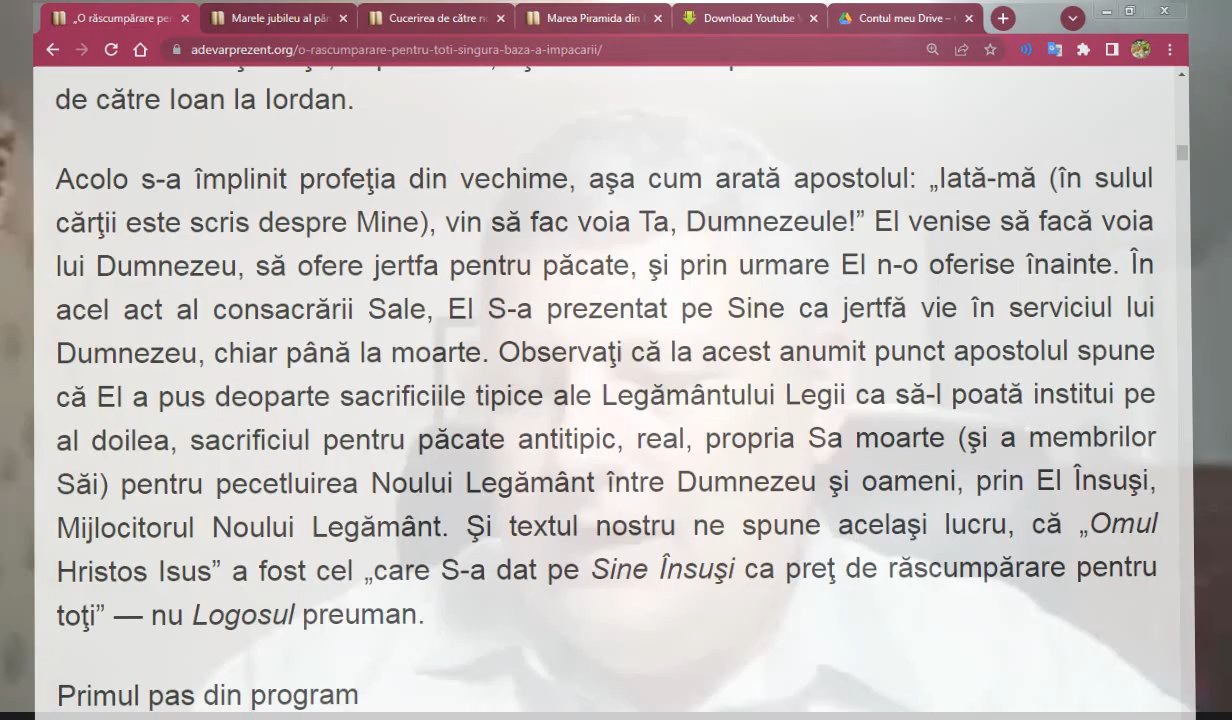 „O răscumpărare pe
Marele jubileu al păr
Cucerirea de către n
Marea Piramida din
Download Youtube
Contul meu Drive –
adevarprezent.org/o-rascumparare-pentru-toti-singura-baza-a-impacarii/
de către Ioan la Iordan.
Acolo s-a împlinit profeţia din vechime, aşa cum arată apostolul: „Iată-mă (în sulul
cărţii este scris despre Mine), vin să fac voia Ta, Dumnezeule!” El venise să facă voia
lui Dumnezeu, să ofere jertfa pentru păcate, şi prin urmare El n-o oferise înainte. În
acel act al consacrării Sale, El S-a prezentat pe Sine ca jertfă vie în serviciul lui
Dumnezeu, chiar până la moarte. Observaţi că la acest anumit punct apostolul spune
că El a pus deoparte sacrificiile tipice ale Legământului Legii ca să-l poată institui pe
al doilea, sacrificiul pentru păcate antitipic, real, propria Sa moarte (şi a membrilor
Săi) pentru pecetluirea Noului Legământ între Dumnezeu şi oameni, prin El Însuşi,
Mijlocitorul Noului Legământ. Şi textul nostru ne spune acelaşi lucru, că „Omul
Hristos Isus” a fost cel „care S-a dat pe Sine Însuşi ca preţ de răscumpărare pentru
toţi” — nu Logosul preuman.
Primul pas din program